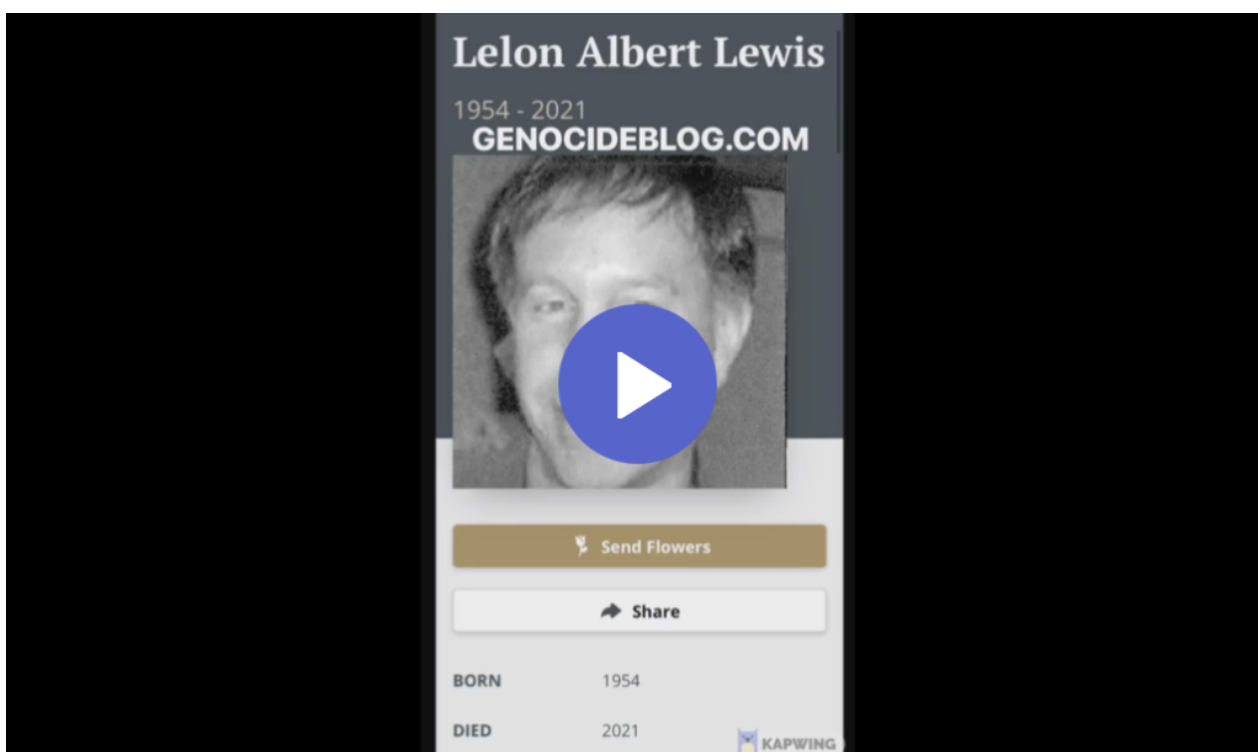 Lelon Albert Lewis
1954 - 2021
GENOCIDEBLOG.COM
Send Flowers
Share
BORN 1954
DIED 2021
KAPWING